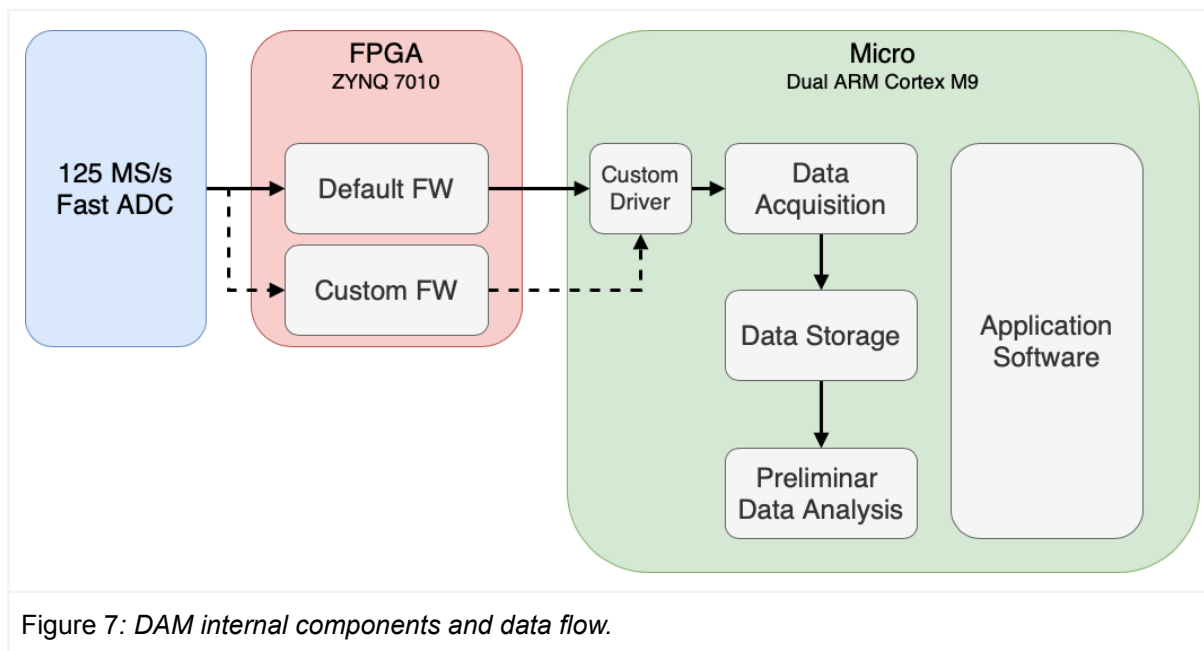 125 MS/s
Fast ADC
FPGA
ZYNQ 7010
Default FW
Custom FW
Micro
Dual ARM Cortex M9
Custom
Driver
Data
Acquisition
Data Storage
Preliminar
Data Analysis
Application
Software
Figure 7: DAM internal components and data flow.